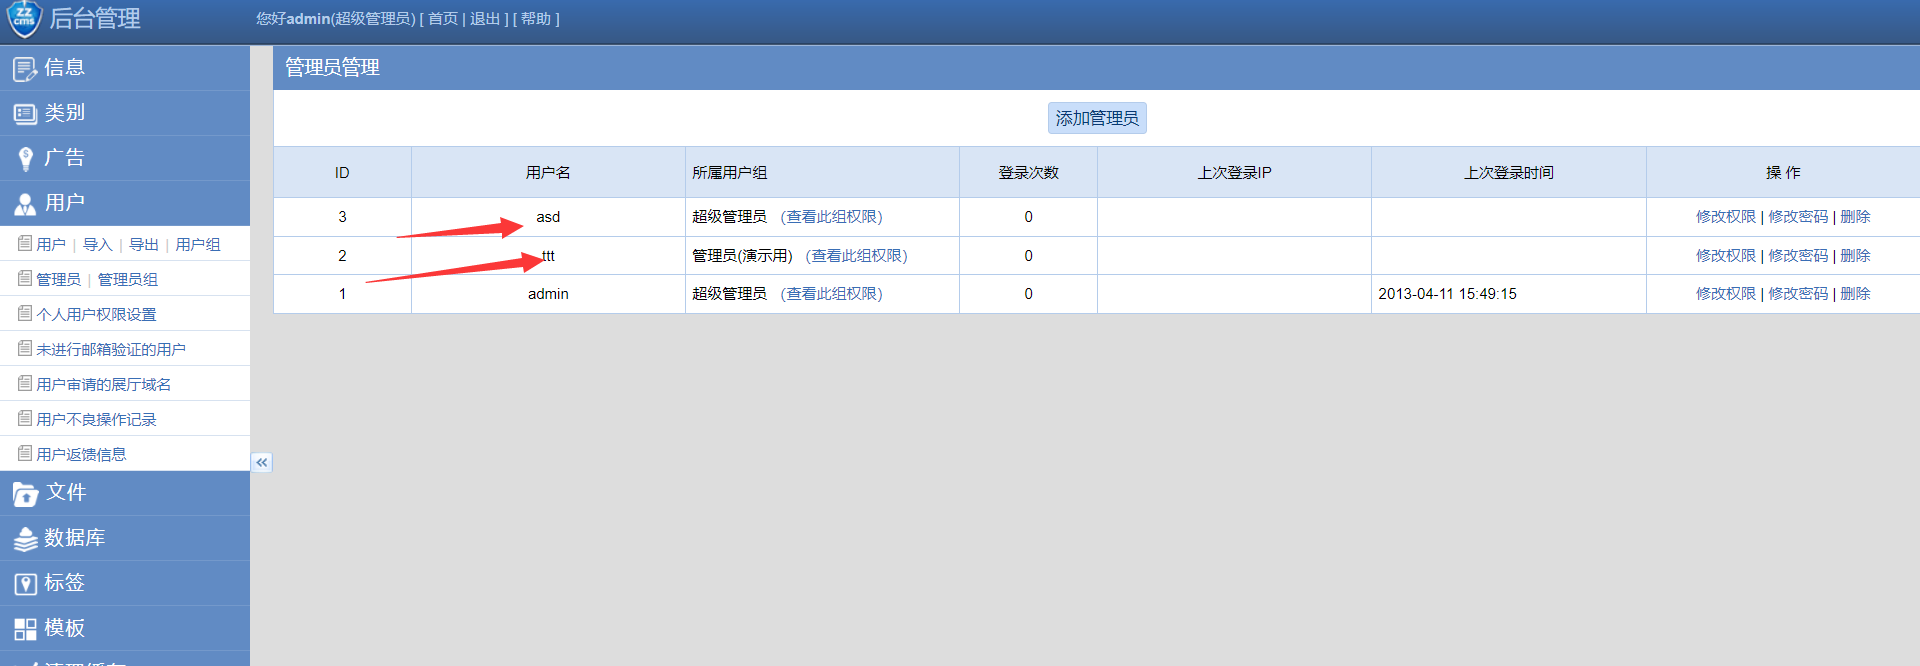 ZZ
cms
后台管理
您好admin(超级管理员) [ 首页 | 退出 ] [ 帮助 ]
信息
类别
广告
用户
用户 | 导入 | 导出 | 用户组
管理员 | 管理员组
个人用户权限设置
未进行邮箱验证的用户
用户审请的展厅域名
用户不良操作记录
用户返馈信息
文件
数据库
标签
模板
管理员管理
添加管理员
ID 用户名 所属用户组 登录次数 上次登录IP 上次登录时间 操 作
3 asd 超级管理员 (查看此组权限) 0 修改权限 | 修改密码 | 删除
2 ttt 管理员(演示用) (查看此组权限) 0 修改权限 | 修改密码 | 删除
1 admin 超级管理员 (查看此组权限) 0 2013-04-11 15:49:15 修改权限 | 修改密码 | 删除